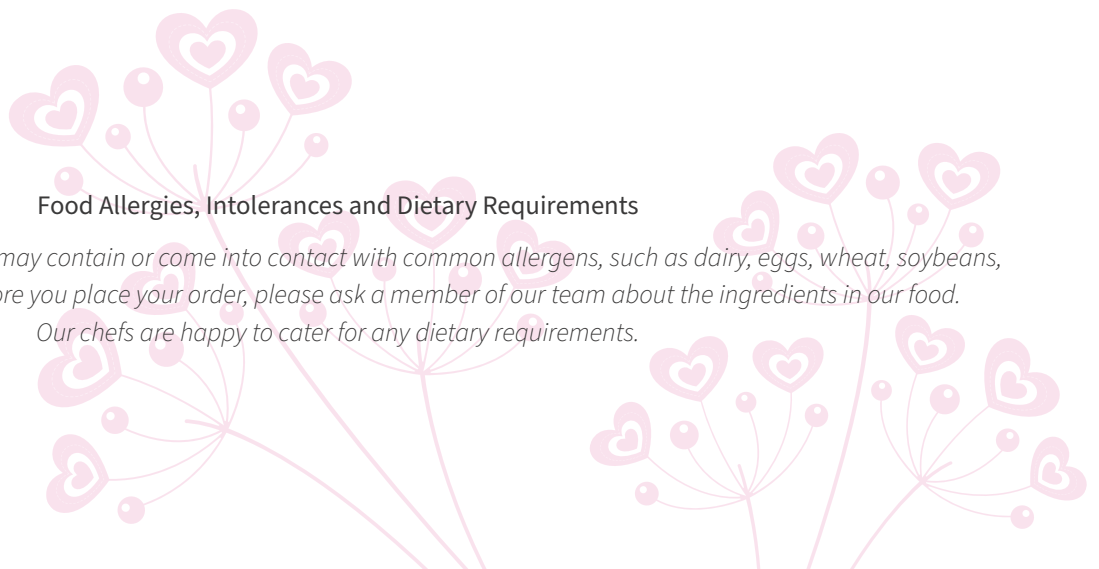 Food Allergies, Intolerances and Dietary Requirements
may contain or come into contact with common allergens, such as dairy, eggs, wheat, soybeans,
you place your order, please ask a member of our team about the ingredients in our food.
Our chefs are happy to cater for any dietary requirements.